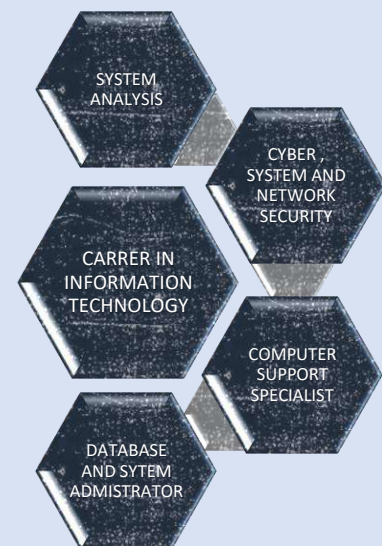 SYSTEM
ANALYSIS
CYBER ,
SYSTEM AND
NETWORK
SECURITY
CARRER IN
INFORMATION
TECHNOLOGY
COMPUTER
SUPPORT
SPECIALIST
DATABASE
AND SYTEM
ADMISTRATOR